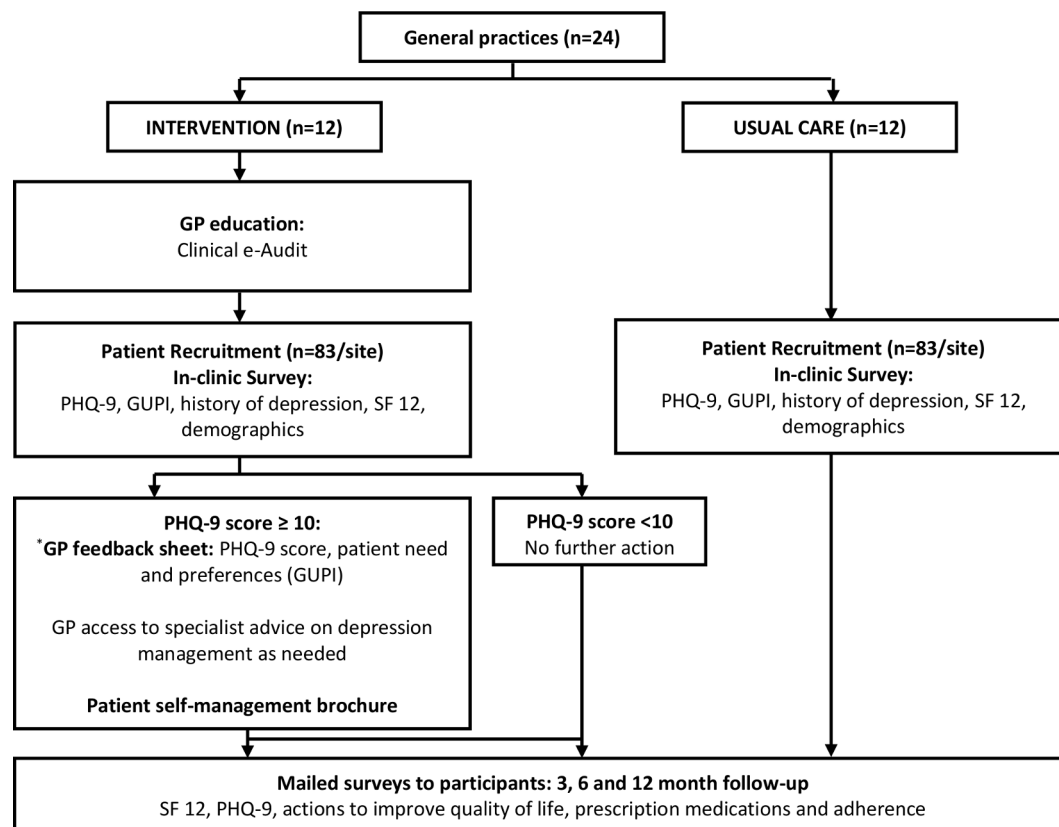 General practices (n=24)
INTERVENTION (n=12)
USUAL CARE (n=12)
GP education:
Clinical e-Audit
Patient Recruitment (n=83/site)
In-clinic Survey:
PHQ-9, GUPI, history of depression, SF 12,
demographics
Patient Recruitment (n=83/site)
In-clinic Survey:
PHQ-9, GUPI, history of depression, SF 12,
demographics
PHQ-9 score ≥ 10:
*GP feedback sheet: PHQ-9 score, patient need
and preferences (GUPI)
GP access to specialist advice on depression
management as needed
Patient self-management brochure
PHQ-9 score <10
No further action
Mailed surveys to participants: 3, 6 and 12 month follow-up
SF 12, PHQ-9, actions to improve quality of life, prescription medications and adherence